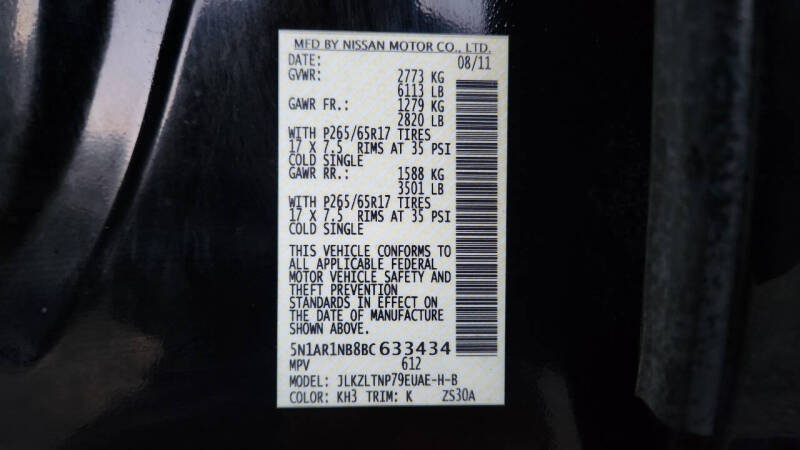 MFD BY NISSAN MOTOR CO., LTD.
DATE: 08/11
GVWR: 2773 KG
6113 LB
GAWR FR.: 1279 KG
2820 LB
WITH P265/65R17 TIRES
17 X 7.5 RIMS AT 35 PSI
COLD SINGLE
GAWR RR.: 1588 KG
3501 LB
WITH P265/65R17 TIRES
17 X 7.5 RIMS AT 35 PSI
COLD SINGLE
THIS VEHICLE CONFORMS TO
ALL APPLICABLE FEDERAL
MOTOR VEHICLE SAFETY AND
THEFT PREVENTION
STANDARDS IN EFFECT ON
THE DATE OF MANUFACTURE
SHOWN ABOVE.
5N1AR1NB8BC633434
MPV 612
MODEL: JLKZLTNP79EUAE-H-B
COLOR: KH3 TRIM: K ZS30A